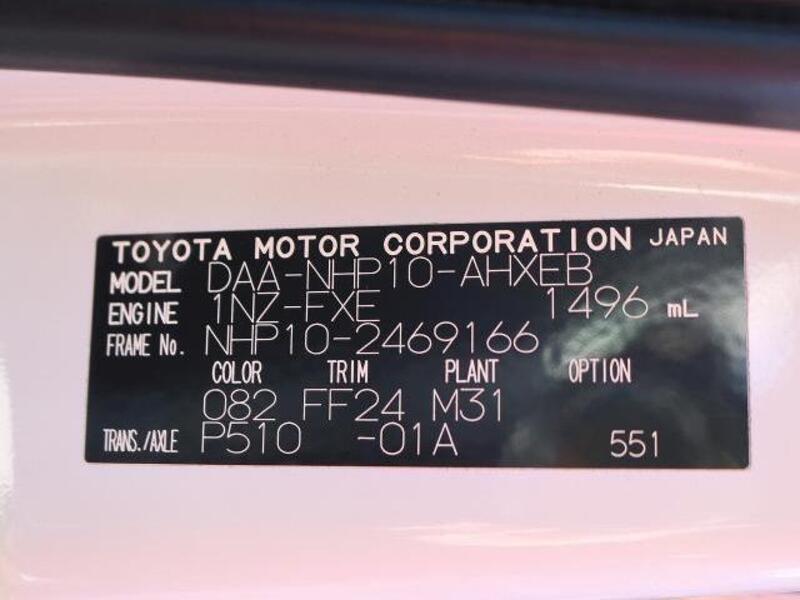 TOYOTA MOTOR CORPORATION JAPAN
MODEL DAA-NHP10-AHXEB
ENGINE 1NZ-FXE 1496 mL
FRAME No. NHP10-2469166
COLOR TRIM PLANT OPTION
082 FF24 M31
TRANS./AXLE P510 -01A 551